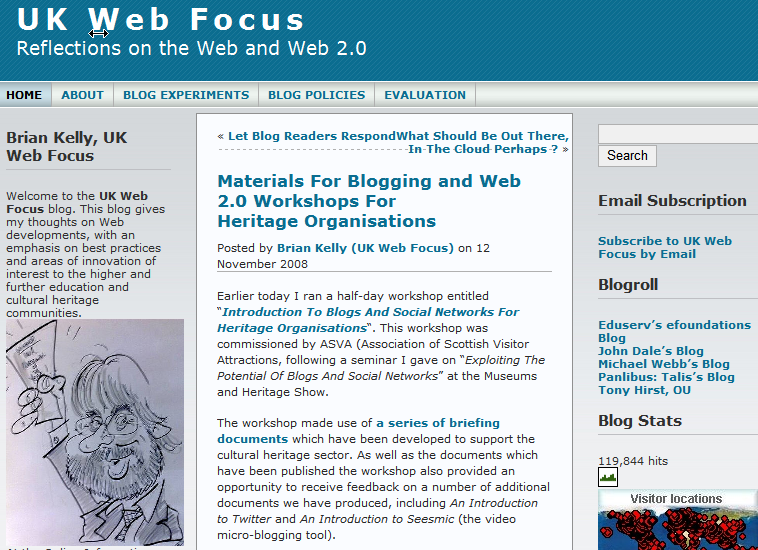 UK Web Focus
Reflections on the Web and Web 2.0
HOME ABOUT BLOG EXPERIMENTS BLOG POLICIES EVALUATION
Brian Kelly, UK
Web Focus
Welcome to the UK Web
Focus blog. This blog gives
my thoughts on Web
developments, with an
emphasis on best practices
and areas of innovation of
interest to the higher and
further education and
cultural heritage
communities.
« Let Blog Readers RespondWhat Should Be Out There,
In The Cloud Perhaps ? »
Materials For Blogging and Web
2.0 Workshops For
Heritage Organisations
Posted by Brian Kelly (UK Web Focus) on 12
November 2008
Earlier today I ran a half-day workshop entitled
“Introduction To Blogs And Social Networks For
Heritage Organisations“. This workshop was
commissioned by ASVA (Association of Scottish Visitor
Attractions, following a seminar I gave on “Exploiting The
Potential Of Blogs And Social Networks” at the Museums
and Heritage Show.
The workshop made use of a series of briefing
documents which have been developed to support the
cultural heritage sector. As well as the documents which
have been published the workshop also provided an
opportunity to receive feedback on a number of additional
documents we have produced, including An Introduction
to Twitter and An Introduction to Seesmic (the video
micro-blogging tool).
Search
Email Subscription
Subscribe to UK Web
Focus by Email
Blogroll
Eduserv’s efoundations
Blog
John Dale’s Blog
Michael Webb’s Blog
Panlibus: Talis’s Blog
Tony Hirst, OU
Blog Stats
119,844 hits
Visitor locations